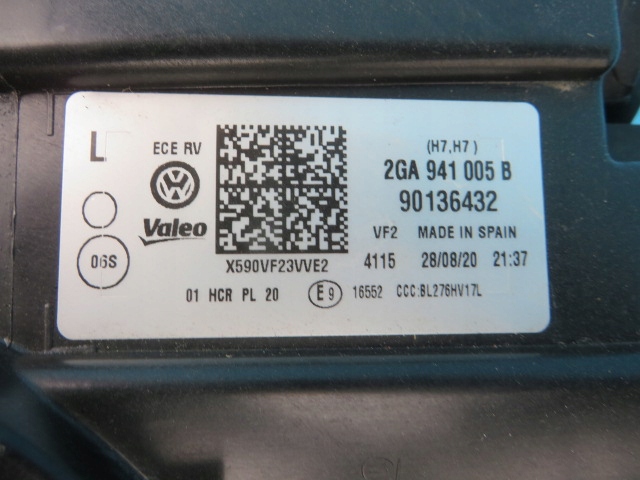 L
ECE RV
Valeo
06S
X590VF23VVE2
(H7,H7 )
2GA 941 005 B
90136432
VF2 MADE IN SPAIN
4115 28/08/20 21:37
01 HCR PL 20 E9 16552 CCC:BL276HV17L